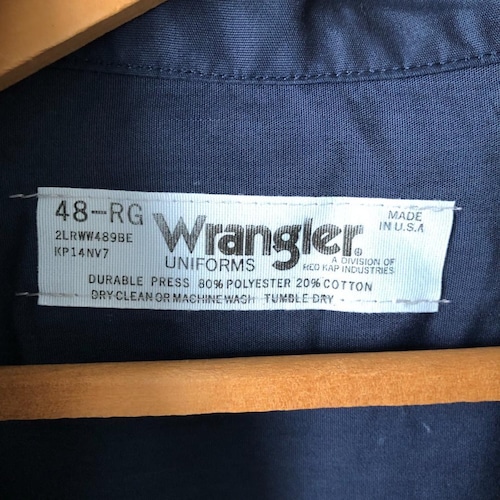 48-RG
2LRWW489BE
KP14NV7
Wrangler.
UNIFORMS
A DIVISION OF
RED KAP INDUSTRIES
MADE
IN U.S.A
DURABLE PRESS 80% POLYESTER 20% COTTON
DRY CLEAN OR MACHINE WASH TUMBLE DRY